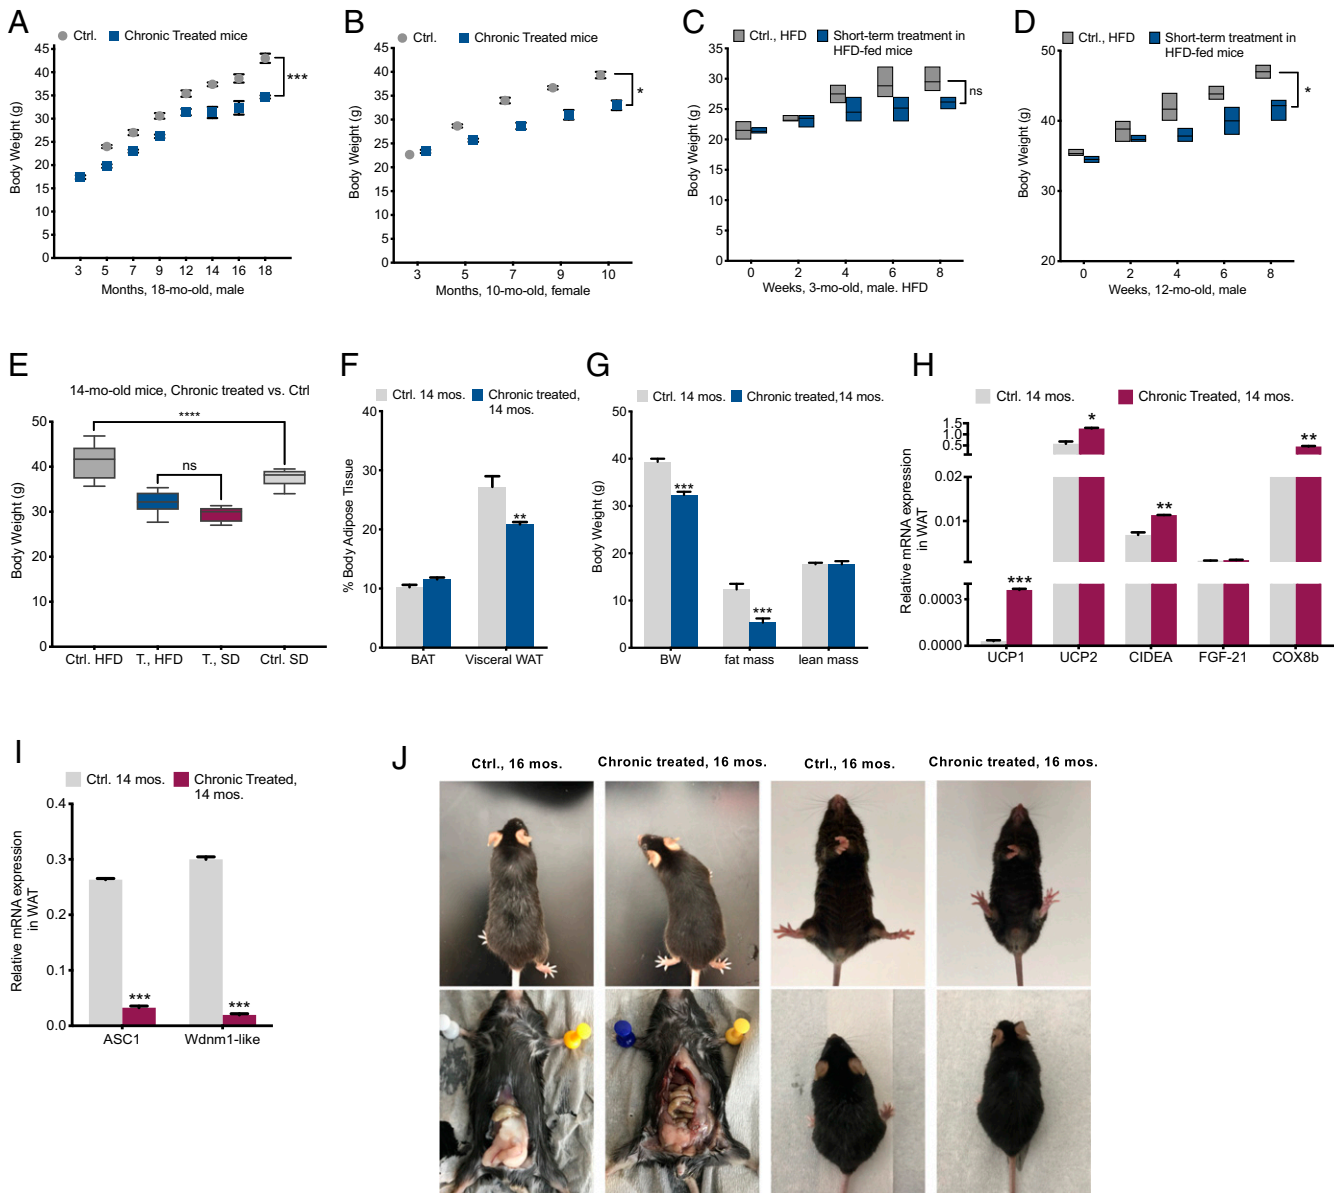 A
Ctrl.
Chronic Treated mice
45
40
35
30
25
20
15
10
5
0
Body Weight (g)
***
3
5
7
9
12
14
16
18
Months, 18-mo-old, male
B
Ctrl.
Chronic Treated mice
45
40
35
30
25
20
15
10
5
0
Body Weight (g)
*
3
5
7
9
10
Months, 10-mo-old, female
C
Ctrl., HFD
Short-term treatment in
HFD-fed mice
35
30
25
20
15
10
5
0
Body Weight (g)
ns
0
2
4
6
8
Weeks, 3-mo-old, male. HFD
D
Ctrl., HFD
Short-term treatment in
HFD-fed mice
50
40
30
20
Body Weight (g)
*
0
2
4
6
8
Weeks, 12-mo-old, male
E
14-mo-old mice, Chronic treated vs. Ctrl
50
40
30
20
10
0
Body Weight (g)
****
ns
Ctrl. HFD
T., HFD
T., SD
Ctrl. SD
F
Ctrl. 14 mos.
Chronic treated,
14 mos.
40
30
20
10
0
% Body Adipose Tissue
**
BAT
Visceral WAT
G
Ctrl. 14 mos.
Chronic treated,14 mos.
50
40
30
20
10
0
Body Weight (g)
***
***
BW
fat mass
lean mass
H
Ctrl. 14 mos.
Chronic Treated, 14 mos.
1.5
1.0
0.5
0.02
0.01
0.0003
0.0000
Relative mRNA expression
in WAT
***
*
**
**
UCP1
UCP2
CIDEA
FGF-21
COX8b
I
Ctrl. 14 mos.
Chronic Treated,
14 mos.
0.4
0.3
0.2
0.1
0.0
Relative mRNA expression
in WAT
***
***
ASC1
Wdnm1-like
J
Ctrl., 16 mos.
Chronic treated, 16 mos.
Ctrl., 16 mos.
Chronic treated, 16 mos.